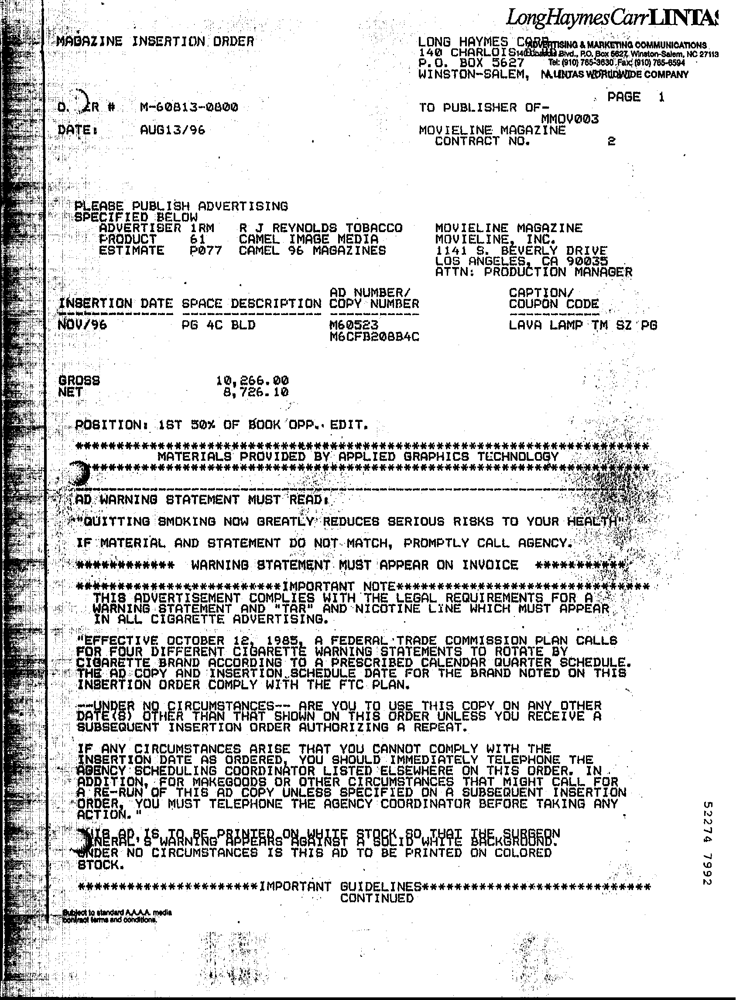 LongHaymesCarrLINTAS
MAGAZINE INSERTION ORDER
LONG HAYMES
ADVERTISING & MARKETING COMMUNICATIONS
140 CHARLOIS
Blvd., P.O. Box 5627, Winston-Salem, NC 27113
P.O. BOX 5627
Tel: (910) 765-3630 Fax: (910) 765-6594
WINSTON-SALEM,
A LINTAS WORLDWIDE COMPANY
PAGE 1
# M-60813-0800
TO PUBLISHER OF-
MMOV003
DATE: AUG13/96
MOVIELINE MAGAZINE
CONTRACT NO. 2
PLEASE PUBLISH ADVERTISING
SPECIFIED BELOW
ADVERTISER 1RM R J REYNOLDS TOBACCO
PRODUCT 61 CAMEL IMAGE MEDIA
ESTIMATE P077 CAMEL 96 MAGAZINES
MOVIELINE MAGAZINE
MOVIELINE, INC.
1141 S. BEVERLY DRIVE
LOS ANGELES, CA 90035
ATTN: PRODUCTION MANAGER
AD NUMBER/ CAPTION/
INSERTION DATE SPACE DESCRIPTION COPY NUMBER COUPON CODE
NOV/96 PG 4C BLD M60523 LAVA LAMP TM SZ PG
M6CFB208B4C
GROSS 10,266.00
NET 8,726.10
POSITION: 1ST 50% OF BOOK OPP. EDIT.
****************************************************************
MATERIALS PROVIDED BY APPLIED GRAPHICS TECHNOLOGY
****************************************************************
AD WARNING STATEMENT MUST READ:
"QUITTING SMOKING NOW GREATLY REDUCES SERIOUS RISKS TO YOUR HEALTH"
IF MATERIAL AND STATEMENT DO NOT MATCH, PROMPTLY CALL AGENCY.
************ WARNING STATEMENT MUST APPEAR ON INVOICE ***********
***********************IMPORTANT NOTE****************************
THIS ADVERTISEMENT COMPLIES WITH THE LEGAL REQUIREMENTS FOR A
WARNING STATEMENT AND "TAR" AND NICOTINE LINE WHICH MUST APPEAR
IN ALL CIGARETTE ADVERTISING.
"EFFECTIVE OCTOBER 12, 1985, A FEDERAL TRADE COMMISSION PLAN CALLS
FOR FOUR DIFFERENT CIGARETTE WARNING STATEMENTS TO ROTATE BY
CIGARETTE BRAND ACCORDING TO A PRESCRIBED CALENDAR QUARTER SCHEDULE.
THE AD COPY AND INSERTION SCHEDULE DATE FOR THE BRAND NOTED ON THIS
INSERTION ORDER COMPLY WITH THE FTC PLAN.
--UNDER NO CIRCUMSTANCES-- ARE YOU TO USE THIS COPY ON ANY OTHER
DATE(S) OTHER THAN THAT SHOWN ON THIS ORDER UNLESS YOU RECEIVE A
SUBSEQUENT INSERTION ORDER AUTHORIZING A REPEAT.
IF ANY CIRCUMSTANCES ARISE THAT YOU CANNOT COMPLY WITH THE
INSERTION DATE AS ORDERED, YOU SHOULD IMMEDIATELY TELEPHONE THE
AGENCY SCHEDULING COORDINATOR LISTED ELSEWHERE ON THIS ORDER. IN
ADDITION, FOR MAKEGOODS OR OTHER CIRCUMSTANCES THAT MIGHT CALL FOR
A RE-RUN OF THIS AD COPY UNLESS SPECIFIED ON A SUBSEQUENT INSERTION
ORDER, YOU MUST TELEPHONE THE AGENCY COORDINATOR BEFORE TAKING ANY
ACTION."
THIS AD IS TO BE PRINTED ON WHITE STOCK SO THAT THE SURGEON
GENERAL'S WARNING APPEARS AGAINST A SOLID WHITE BACKGROUND.
UNDER NO CIRCUMSTANCES IS THIS AD TO BE PRINTED ON COLORED
STOCK.
**********************IMPORTANT GUIDELINES**************************
CONTINUED
Subject to standard A.A.A.A. media
contract terms and conditions.
52274 7992